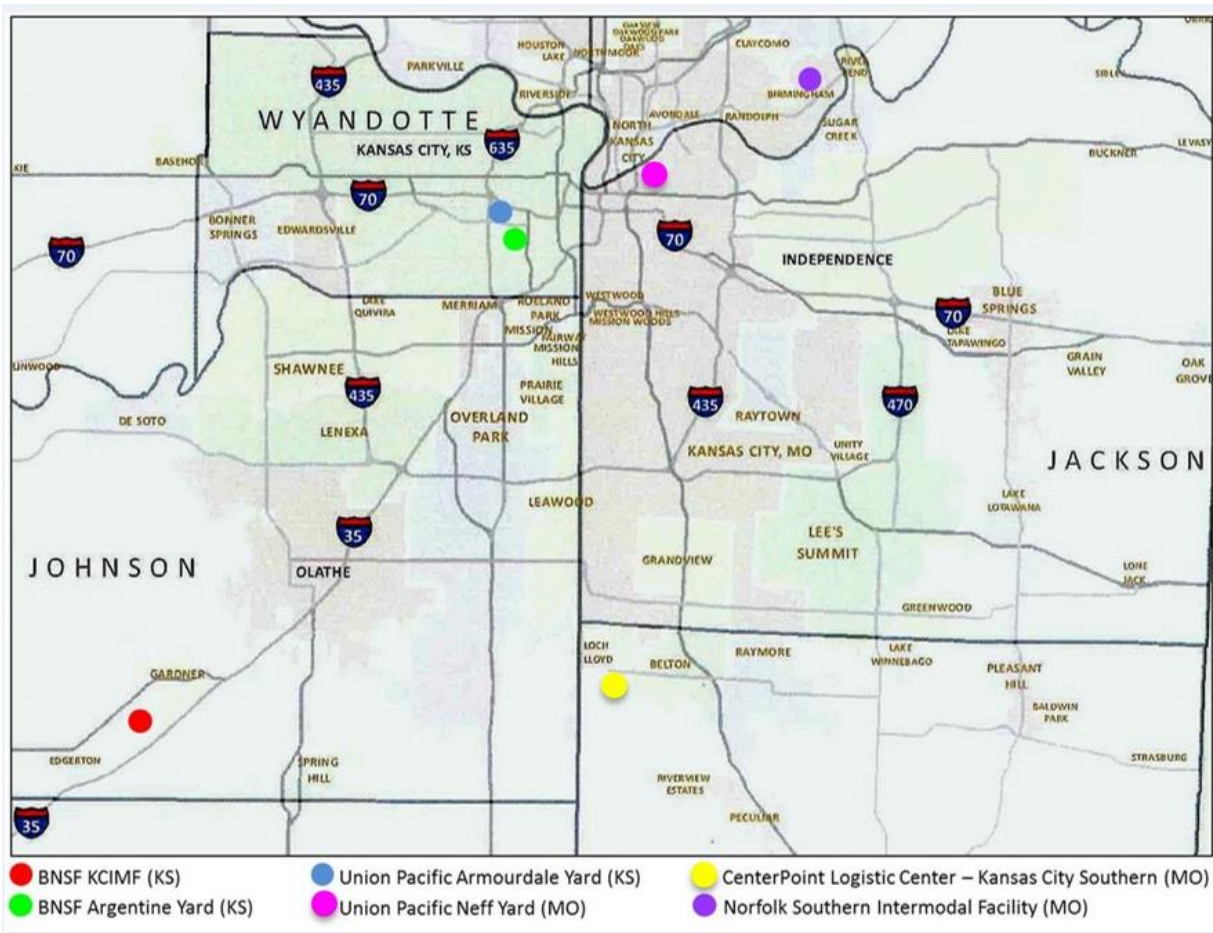 OAKVIEW
OAKWOOD PARK
OAKWOOD
OAKS
HOUSTON
LAKE
NORTHMOOR
CLAYCOMO
PARKVILLE
435
RIVERSIDE
BIRMINGHAM
RIVER
BEND
SIBLE
WYANDOTTE
AVONDALE
RANDOLPH
NORTH
KANSAS
CITY
SUGAR
CREEK
KANSAS CITY, KS
635
BASEHOR
BUCKNER
LEVASY
KIE
70
BONNER
SPRINGS
EDWARDSVILLE
70
70
INDEPENDENCE
LAKE
QUIVIRA
MERRIAM
ROELAND
PARK
WESTWOOD
WESTWOOD HILLS
MISSION WOODS
MISSION
FAIRWAY
MISSION
HILLS
BLUE
SPRINGS
70
LAKE
TAPAWINGO
GRAIN
VALLEY
OAK
GROVE
UNWOOD
SHAWNEE
435
PRAIRIE
VILLAGE
435
470
DE SOTO
LENEXA
OVERLAND
PARK
RAYTOWN
KANSAS CITY, MO
UNITY
VILLAGE
JACKSON
LEAWOOD
LAKE
LOTAWANA
35
LEE'S
SUMMIT
JOHNSON
OLATHE
GRANDVIEW
LONE
JACK
GREENWOOD
LOCH
LLOYD
BELTON
RAYMORE
LAKE
WINNEBAGO
PLEASANT
HILL
GARDNER
BALDWIN
PARK
EDGERTON
SPRING
HILL
STRASBURG
RIVERVIEW
ESTATES
PECULIAR
35
BNSF KCIMF (KS)
Union Pacific Armourdale Yard (KS)
CenterPoint Logistic Center – Kansas City Southern (MO)
BNSF Argentine Yard (KS)
Union Pacific Neff Yard (MO)
Norfolk Southern Intermodal Facility (MO)